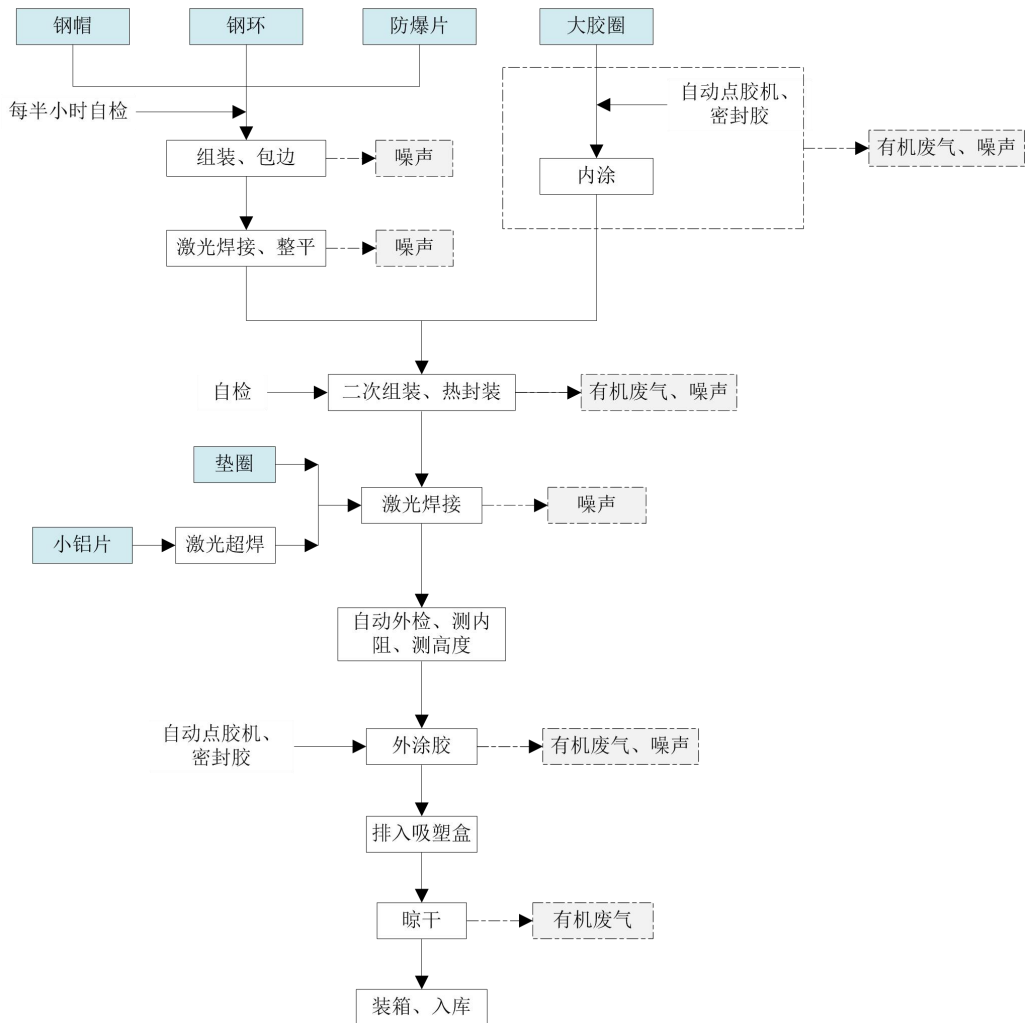 钢帽
钢环
防爆片
大胶圈
每半小时自检
自动点胶机、
密封胶
组装、包边
噪声
内涂
有机废气、噪声
激光焊接、整平
噪声
自检
二次组装、热封装
有机废气、噪声
垫圈
激光焊接
噪声
小铝片
激光超焊
自动外检、测内
阻、测高度
自动点胶机、
密封胶
外涂胶
有机废气、噪声
排入吸塑盒
晾干
有机废气
装箱、入库